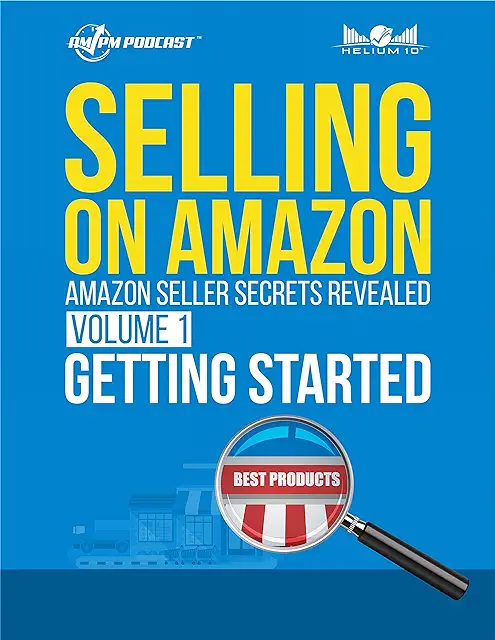 AM/PM PODCAST™
HELIUM 10™
SELLING
ON AMAZON
AMAZON SELLER SECRETS REVEALED
VOLUME 1
GETTING STARTED
BEST PRODUCTS